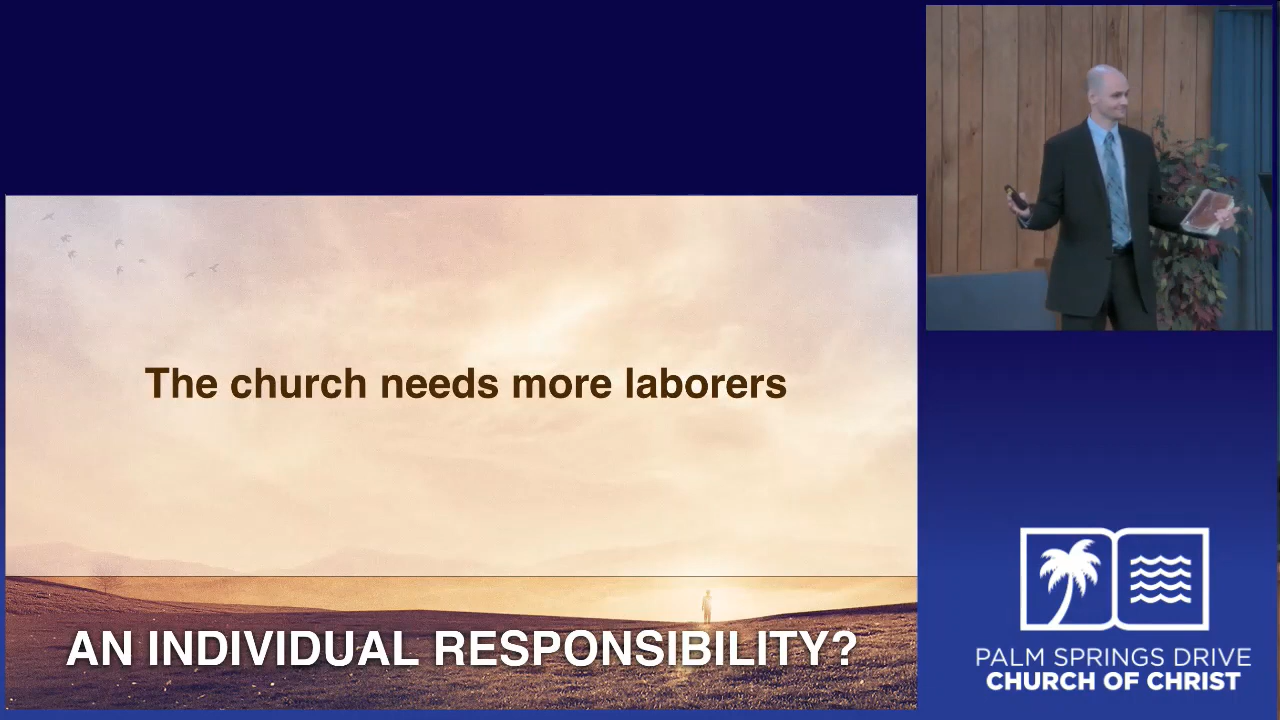 The church needs more laborers
AN INDIVIDUAL RESPONSIBILITY?
PALM SPRINGS DRIVE
CHURCH OF CHRIST